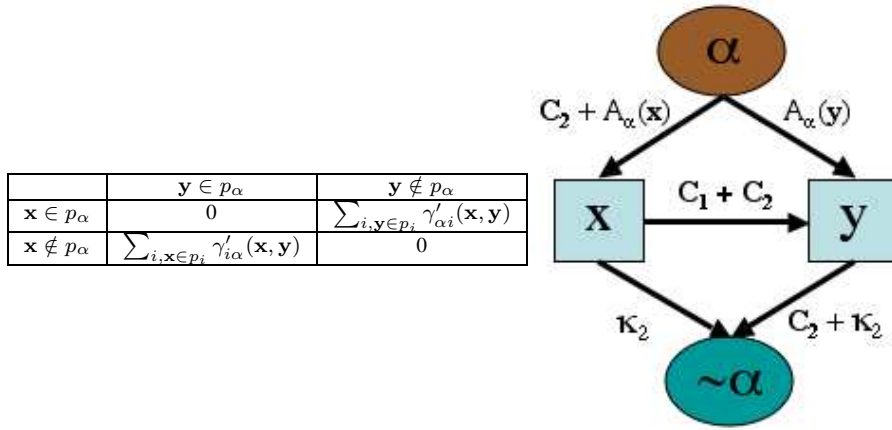 y ∈ p_α y ∉ p_α
x ∈ p_α 0 ∑_{i,y∈p_i} γ′_{αi}(x, y)
x ∉ p_α ∑_{i,x∈p_i} γ′_{iα}(x, y) 0
α
C₂ + A_α(x) A_α(y)
C₁ + C₂
x y
κ₂ C₂ + κ₂
~α